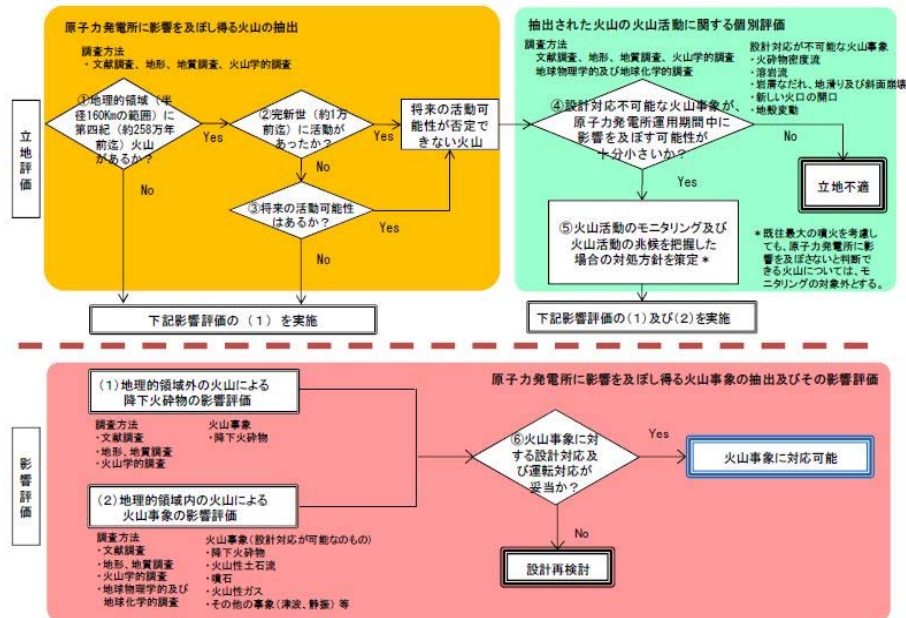 原子力発電所に影響を及ぼし得る火山の抽出
調査方法
・文献調査、地形、地質調査、火山学的調査
立地評価
①地理的領域(半
径160Kmの範囲)に
第四紀(約258万年
前迄)火山
があるか?
Yes
No
②完新世(約1万
前迄)に活動が
あったか?
Yes
No
③将来の活動可能性
はあるか?
Yes
No
将来の活動可
能性が否定で
きない火山
下記影響評価の(1)を実施
抽出された火山の火山活動に関する個別評価
調査方法
・文献調査、地形、地質調査、火山学的調査
地球物理学的及び地球化学的調査
設計対応が不可能な火山事象
・火砕物密度流
・溶岩流
・岩屑なだれ、地滑り及び斜面崩壊
・新しい火口の開口
・地殻変動
④設計対応不可能な火山事象が、
原子力発電所運用期間中に
影響を及ぼす可能性が
十分小さいか?
No
Yes
立地不適
⑤火山活動のモニタリング及び
火山活動の兆候を把握した
場合の対処方針を策定*
*既往最大の噴火を考慮し
ても、原子力発電所に影
響を及ぼさないと判断で
きる火山については、モ
ニタリングの対象外とする。
下記影響評価の(1)及び(2)を実施
影響評価
原子力発電所に影響を及ぼし得る火山事象の抽出及びその影響評価
(1)地理的領域外の火山による
降下火砕物の影響評価
調査方法
・文献調査
・地形、地質調査
・火山学的調査
火山事象
・降下火砕物
(2)地理的領域内の火山による
火山事象の影響評価
調査方法
・文献調査
・地形、地質調査
・火山学的調査
・地球物理学的及び
地球化学的調査
火山事象(設計対応が可能なのもの)
・降下火砕物
・火山性土石流
・噴石
・火山性ガス
・その他の事象(津波、静振)等
⑥火山事象に対
する設計対応及
び運転対応が
妥当か?
Yes
No
火山事象に対応可能
設計再検討